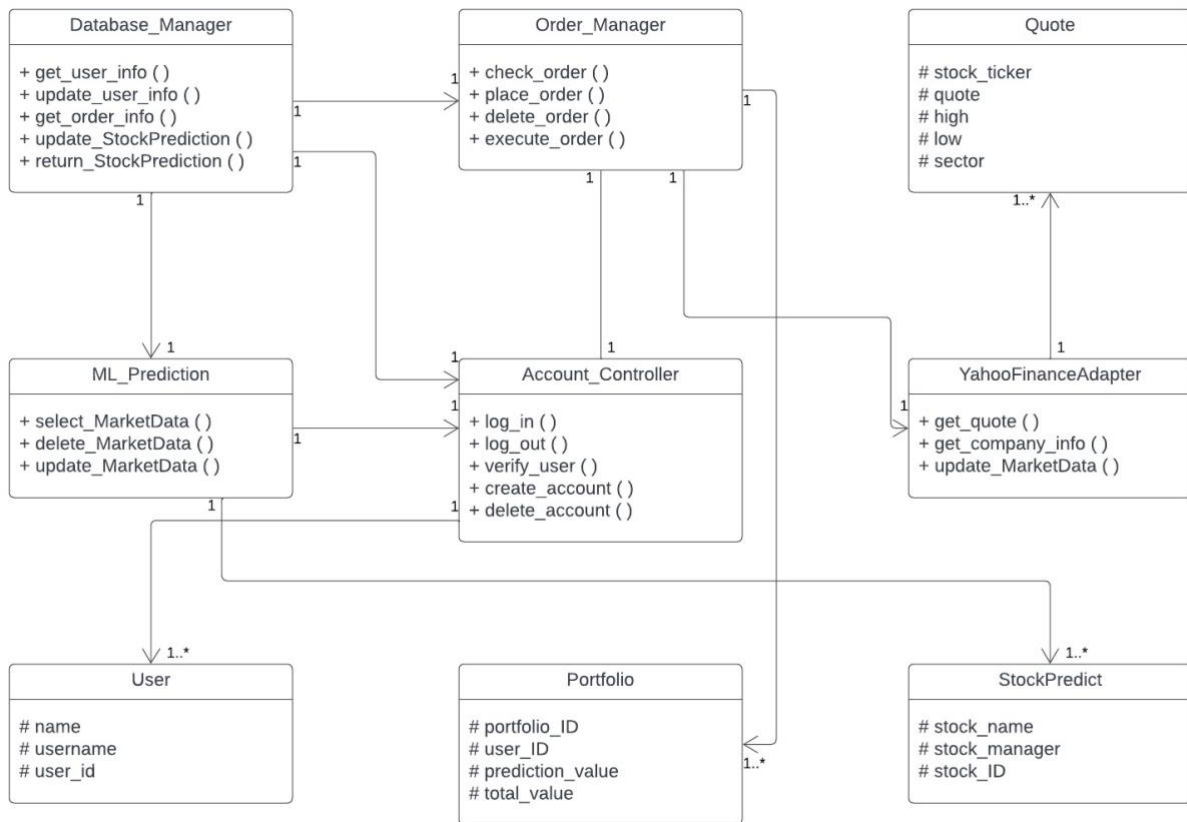 Database_Manager
+ get_user_info ( )
+ update_user_info ( )
+ get_order_info ( )
+ update_StockPrediction ( )
+ return_StockPrediction ( )
1
1
1
Order_Manager
+ check_order ( )
+ place_order ( )
+ delete_order ( )
+ execute_order ( )
1
1
1
1
Quote
# stock_ticker
# quote
# high
# low
# sector
1..*
1
ML_Prediction
+ select_MarketData ( )
+ delete_MarketData ( )
+ update_MarketData ( )
1
1
1
1
1
Account_Controller
+ log_in ( )
+ log_out ( )
+ verify_user ( )
+ create_account ( )
+ delete_account ( )
1
1
YahooFinanceAdapter
+ get_quote ( )
+ get_company_info ( )
+ update_MarketData ( )
1
1
1..*
User
# name
# username
# user_id
Portfolio
# portfolio_ID
# user_ID
# prediction_value
# total_value
1..*
1..*
StockPredict
# stock_name
# stock_manager
# stock_ID